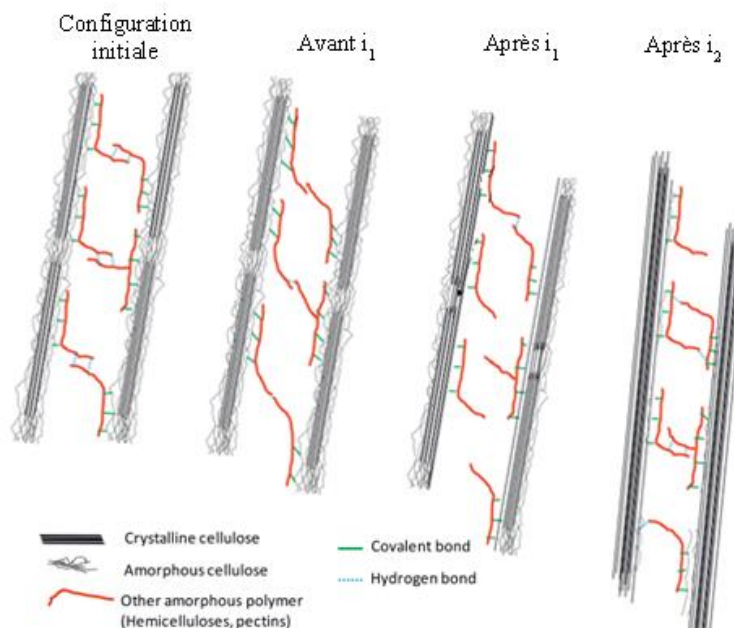 Configuration
initiale
Avant i₁
Après i₁
Après i₂
Crystalline cellulose
Amorphous cellulose
Other amorphous polymer
(Hemicelluloses, pectins)
Covalent bond
Hydrogen bond